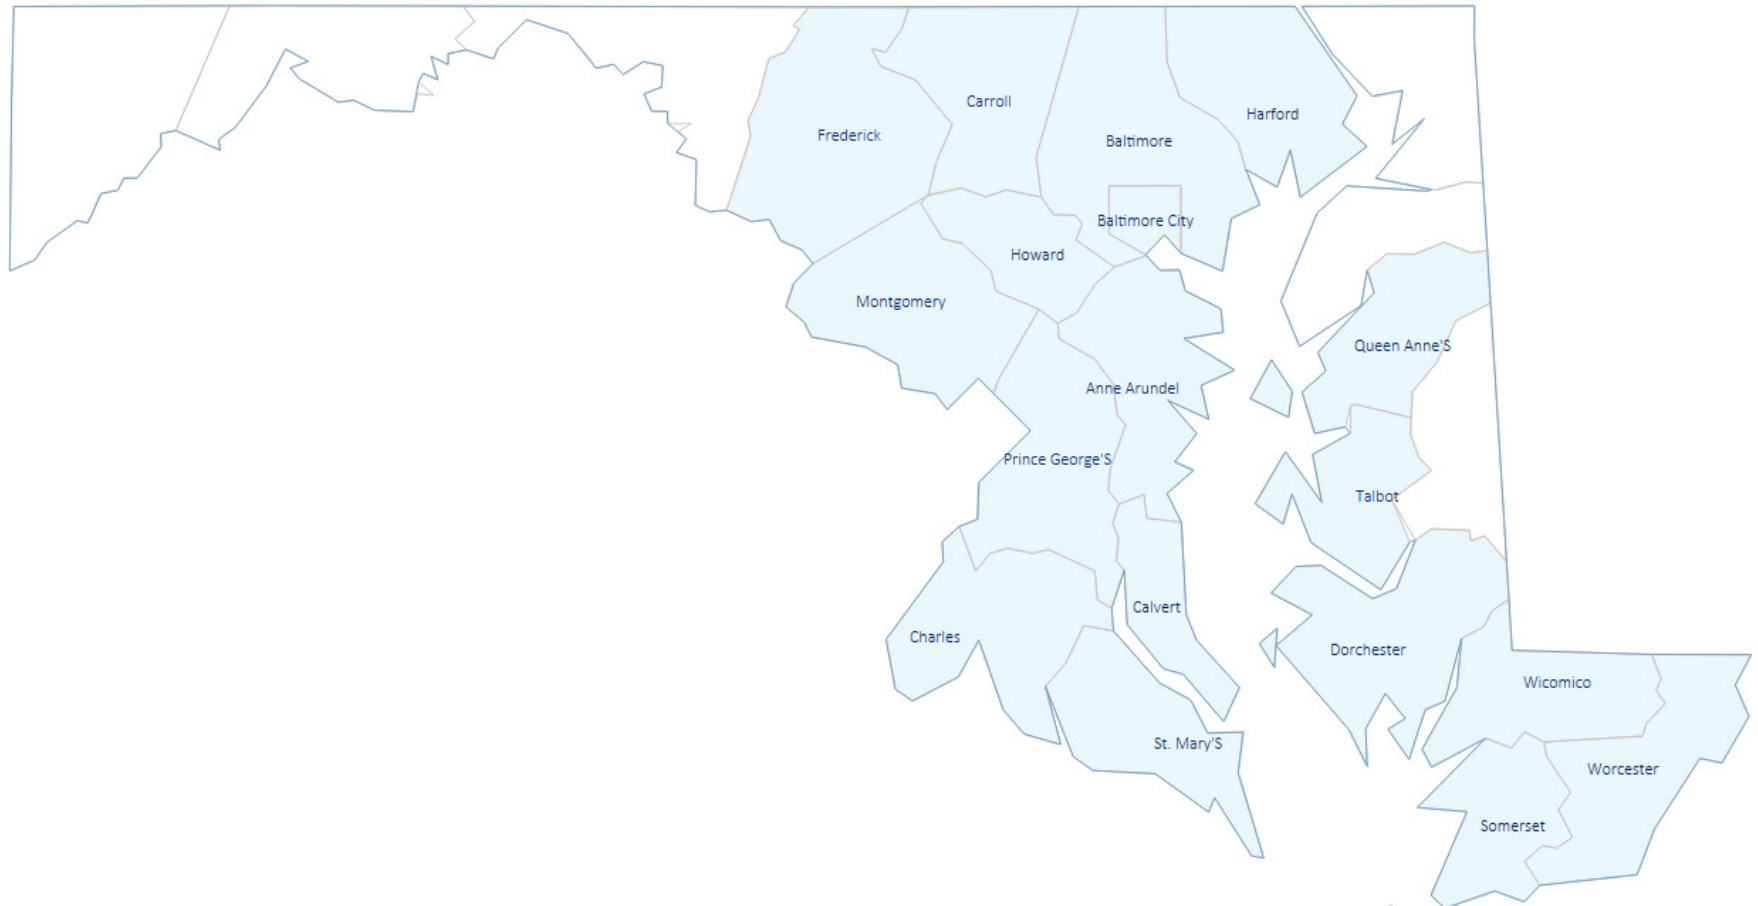 Carroll
Harford
Frederick
Baltimore
Baltimore City
Howard
Montgomery
Queen Anne'S
Anne Arundel
Prince George'S
Talbot
Calvert
Charles
Dorchester
Wicomico
St. Mary'S
Worcester
Somerset